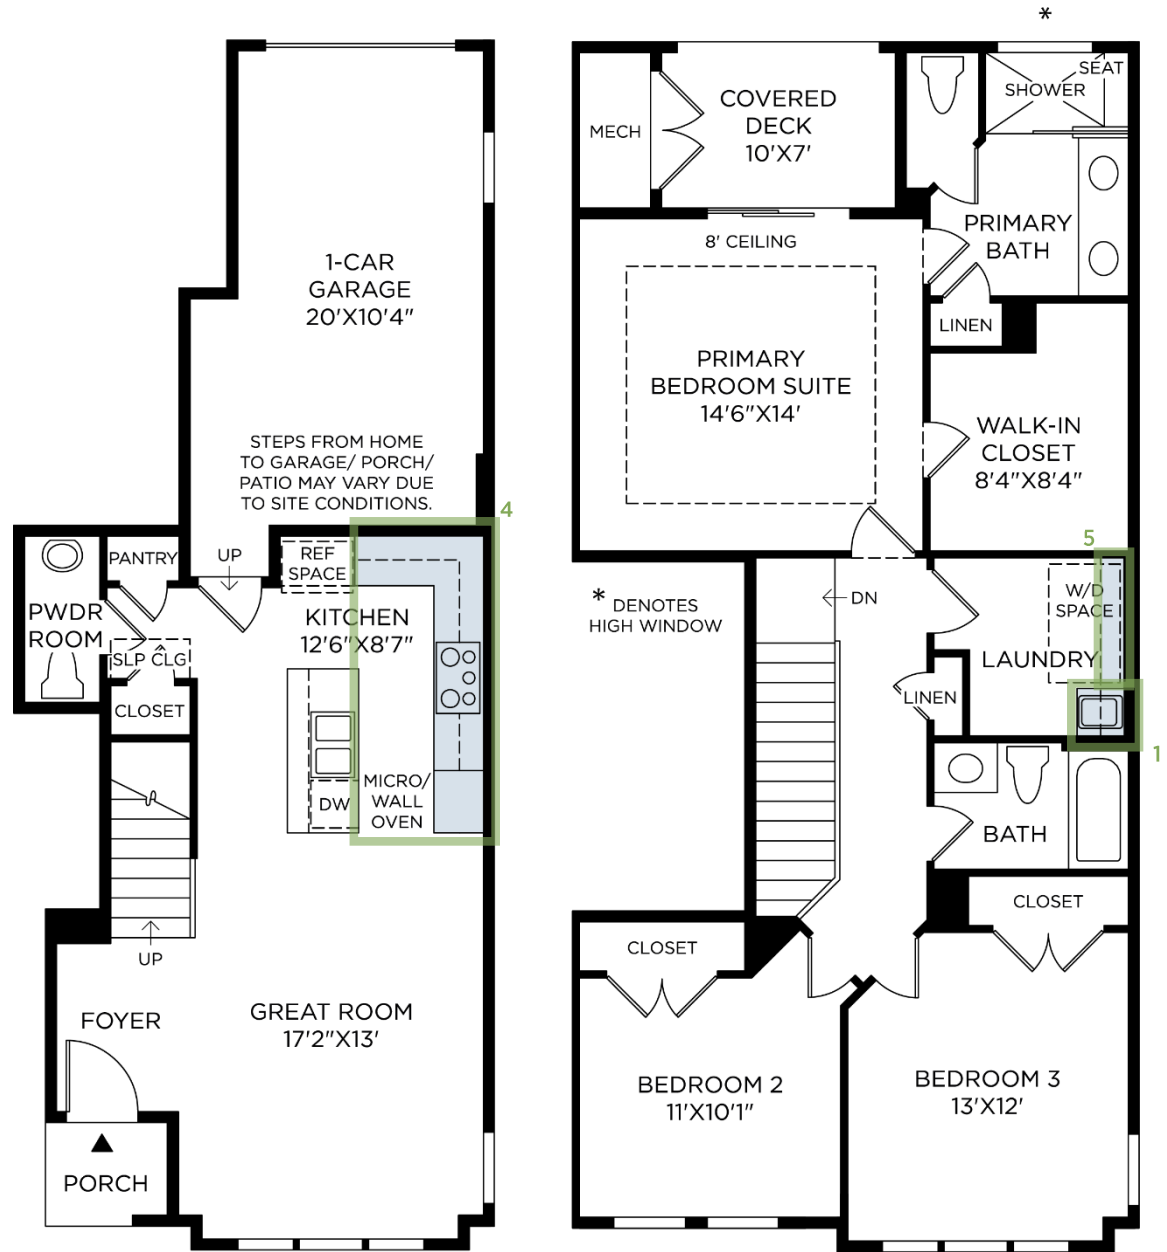 1-CAR
GARAGE
20'X10'4"
STEPS FROM HOME
TO GARAGE/ PORCH/
PATIO MAY VARY DUE
TO SITE CONDITIONS.
4
PANTRY
UP
REF
SPACE
PWDR
ROOM
KITCHEN
12'6"X8'7"
SLP CLG
CLOSET
MICRO/
WALL
OVEN
DW
UP
FOYER
GREAT ROOM
17'2"X13'
PORCH
*
MECH
COVERED
DECK
10'X7'
SEAT
SHOWER
PRIMARY
BATH
8' CEILING
LINEN
PRIMARY
BEDROOM SUITE
14'6"X14'
WALK-IN
CLOSET
8'4"X8'4"
5
DN
* DENOTES
HIGH WINDOW
W/D
SPACE
LAUNDRY
LINEN
1
BATH
CLOSET
CLOSET
BEDROOM 2
11'X10'1"
BEDROOM 3
13'X12'